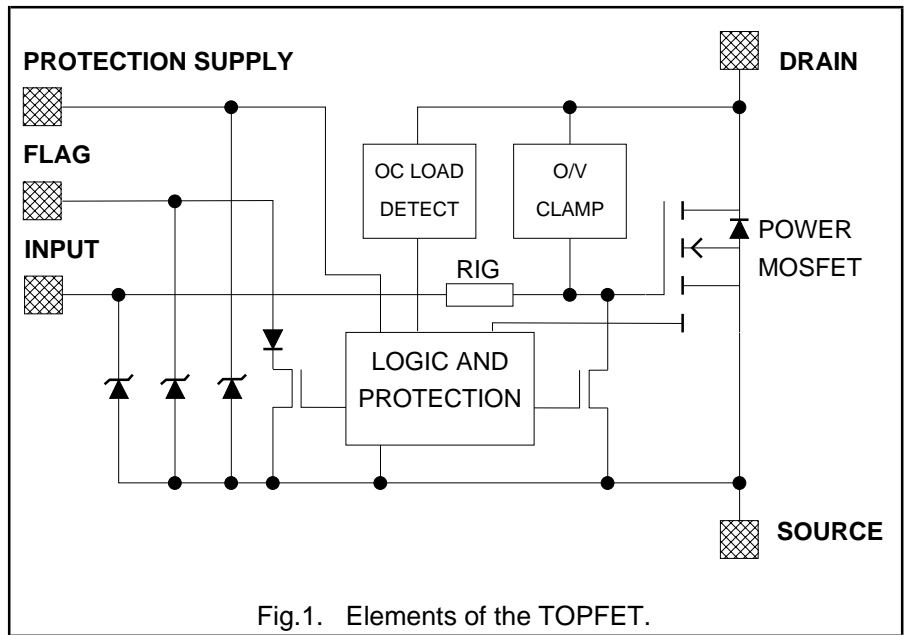 PROTECTION SUPPLY
DRAIN
FLAG
OC LOAD
DETECT
O/V
CLAMP
INPUT
RIG
POWER
MOSFET
LOGIC AND
PROTECTION
SOURCE
Fig.1. Elements of the TOPFET.